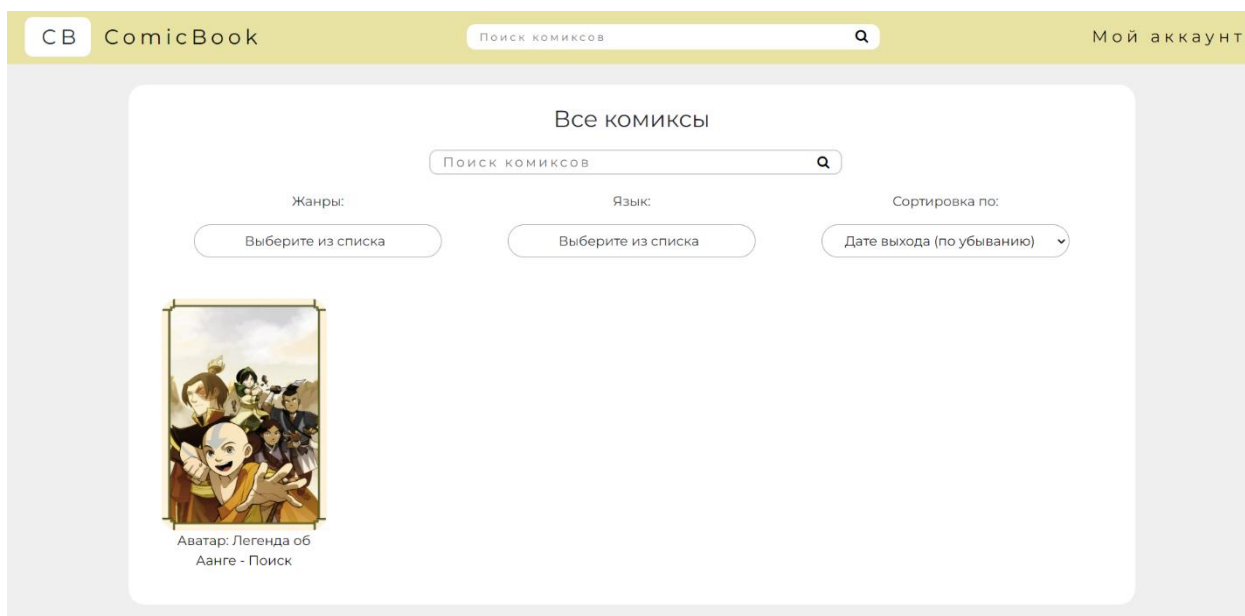 CB ComicBook Поиск комиксов Мой аккаунт
Все комиксы
Поиск комиксов
Жанры: Язык: Сортировка по:
Выберите из списка Выберите из списка Дате выхода (по убыванию)
Аватар: Легенда об
Аанге - Поиск